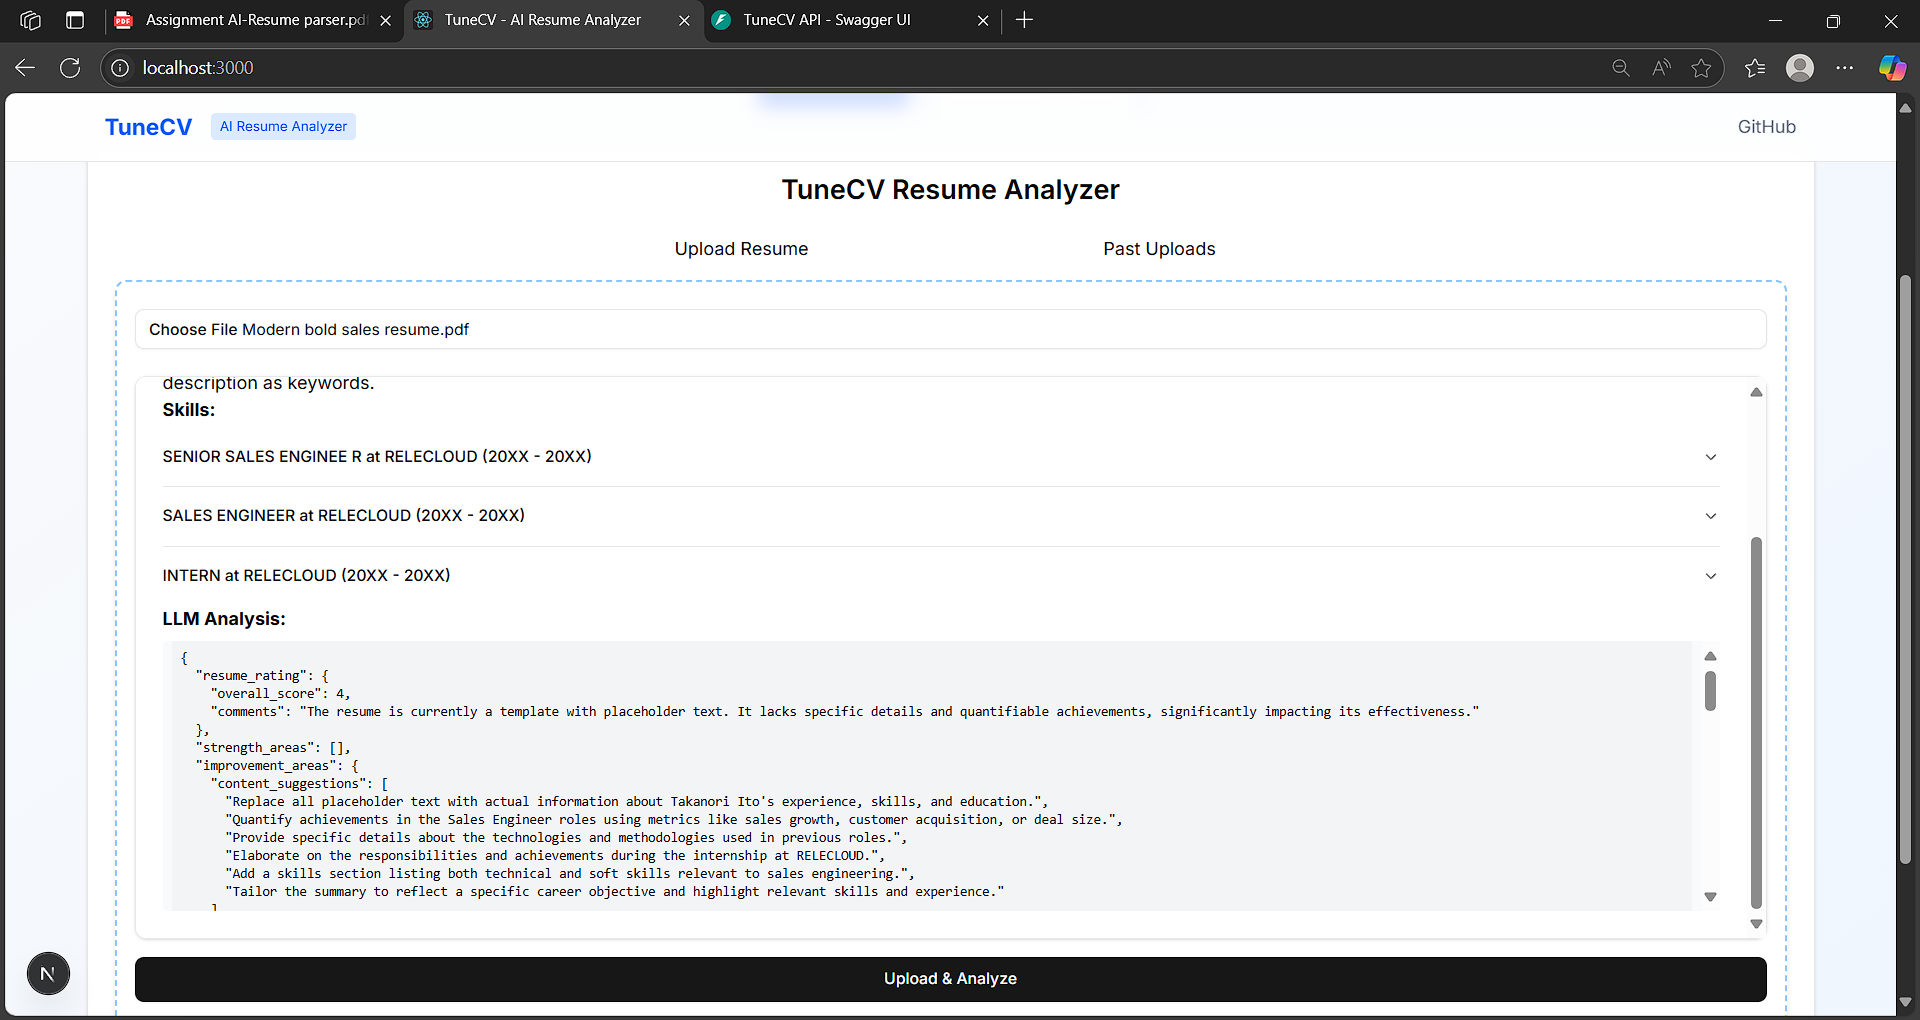 Assignment AI-Resume parser.pdf
TuneCV - AI Resume Analyzer
TuneCV API - Swagger UI
localhost:3000
TuneCV
AI Resume Analyzer
GitHub
TuneCV Resume Analyzer
Upload Resume
Past Uploads
Choose File Modern bold sales resume.pdf
description as keywords.
Skills:
SENIOR SALES ENGINEE R at RELECLOUD (20XX - 20XX)
SALES ENGINEER at RELECLOUD (20XX - 20XX)
INTERN at RELECLOUD (20XX - 20XX)
LLM Analysis:
{
"resume_rating": {
"overall_score": 4,
"comments": "The resume is currently a template with placeholder text. It lacks specific details and quantifiable achievements, significantly impacting its effectiveness."
},
"strength_areas": [],
"improvement_areas": {
"content_suggestions": [
"Replace all placeholder text with actual information about Takanori Ito's experience, skills, and education.",
"Quantify achievements in the Sales Engineer roles using metrics like sales growth, customer acquisition, or deal size.",
"Provide specific details about the technologies and methodologies used in previous roles.",
"Elaborate on the responsibilities and achievements during the internship at RELECLOUD.",
"Add a skills section listing both technical and soft skills relevant to sales engineering.",
"Tailor the summary to reflect a specific career objective and highlight relevant skills and experience."
]
N
Upload & Analyze